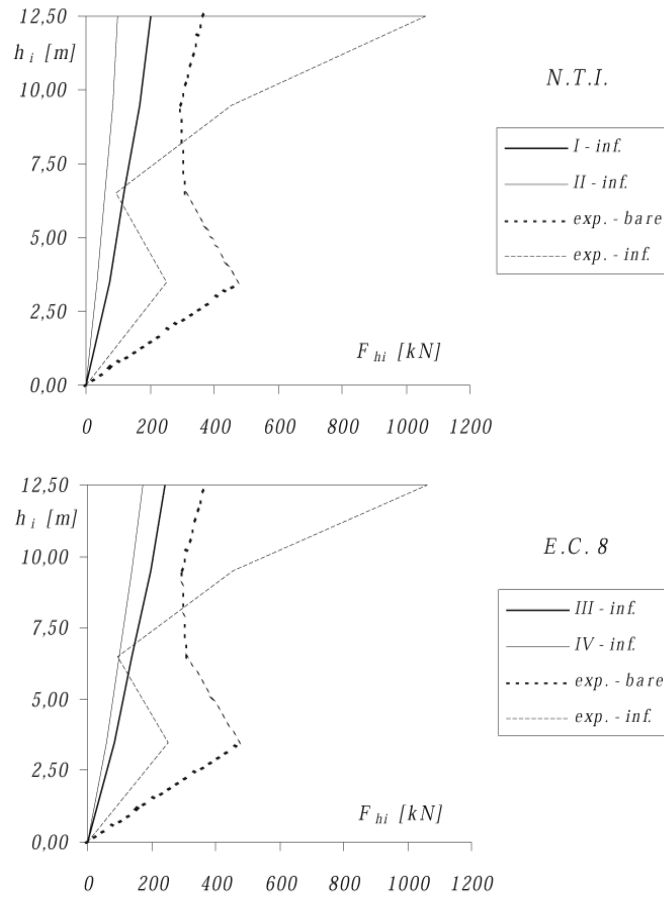 12,50
h i [m]
10,00
7,50
5,00
2,50
0,00
F hi [kN]
0 200 400 600 800 1000 1200
N.T.I.
I - inf.
II - inf.
exp. - bare
exp. - inf.
12,50
h i [m]
10,00
7,50
5,00
2,50
0,00
F hi [kN]
0 200 400 600 800 1000 1200
E.C. 8
III - inf.
IV - inf.
exp. - bare
exp. - inf.